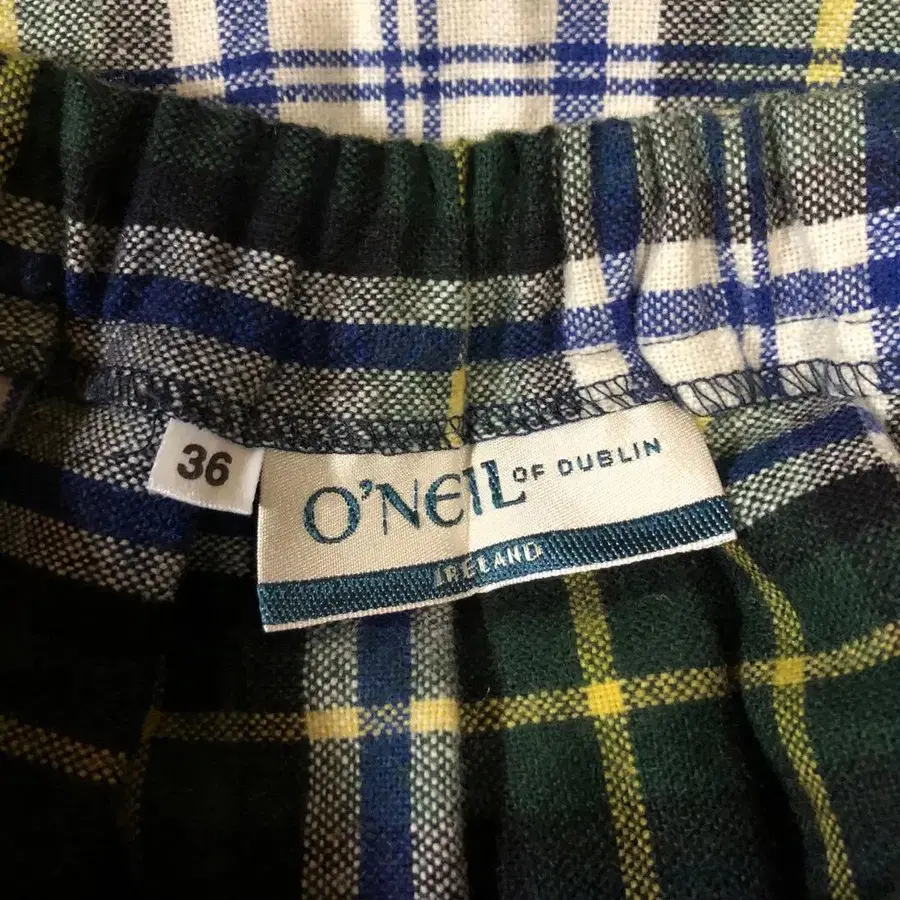 36
O'NEIL OF DUBLIN
IRELAND